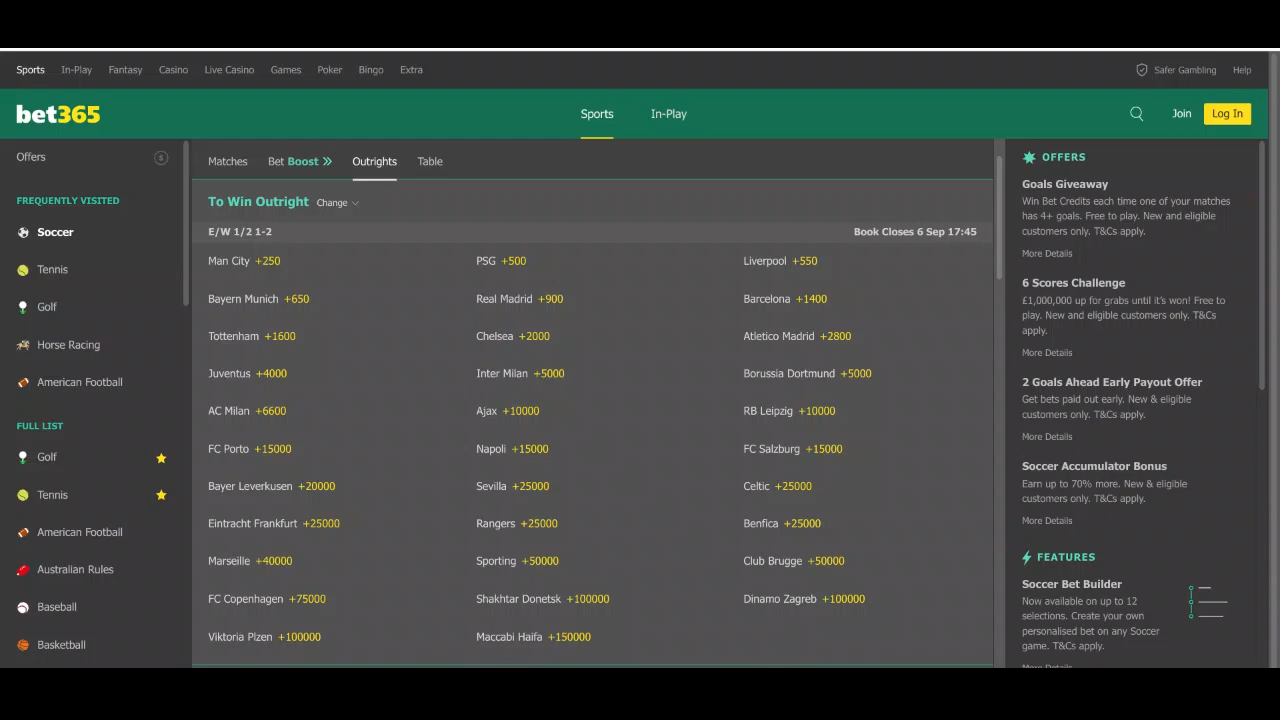 Sports In-Play Fantasy Casino Live Casino Games Poker Bingo Extra Safer Gambling Help
bet365 Sports In-Play Join Log In
Offers
FREQUENTLY VISITED
Soccer
Tennis
Golf
Horse Racing
American Football
FULL LIST
Golf
Tennis
American Football
Australian Rules
Baseball
Basketball
Matches Bet Boost Outrights Table
To Win Outright Change
E/W 1/2 1-2 Book Closes 6 Sep 17:45
Man City +250 PSG +500 Liverpool +550
Bayern Munich +650 Real Madrid +900 Barcelona +1400
Tottenham +1600 Chelsea +2000 Atletico Madrid +2800
Juventus +4000 Inter Milan +5000 Borussia Dortmund +5000
AC Milan +6600 Ajax +10000 RB Leipzig +10000
FC Porto +15000 Napoli +15000 FC Salzburg +15000
Bayer Leverkusen +20000 Sevilla +25000 Celtic +25000
Eintracht Frankfurt +25000 Rangers +25000 Benfica +25000
Marseille +40000 Sporting +50000 Club Brugge +50000
FC Copenhagen +75000 Shakhtar Donetsk +100000 Dinamo Zagreb +100000
Viktoria Plzen +100000 Maccabi Haifa +150000
OFFERS
Goals Giveaway
Win Bet Credits each time one of your matches
has 4+ goals. Free to play. New and eligible
customers only. T&Cs apply.
More Details
6 Scores Challenge
£1,000,000 up for grabs until it's won! Free to
play. New and eligible customers only. T&Cs
apply.
More Details
2 Goals Ahead Early Payout Offer
Get bets paid out early. New & eligible
customers only. T&Cs apply.
More Details
Soccer Accumulator Bonus
Earn up to 70% more. New & eligible
customers only. T&Cs apply.
More Details
FEATURES
Soccer Bet Builder
Now available on up to 12
selections. Create your own
personalised bet on any Soccer
game. T&Cs apply.
More Details